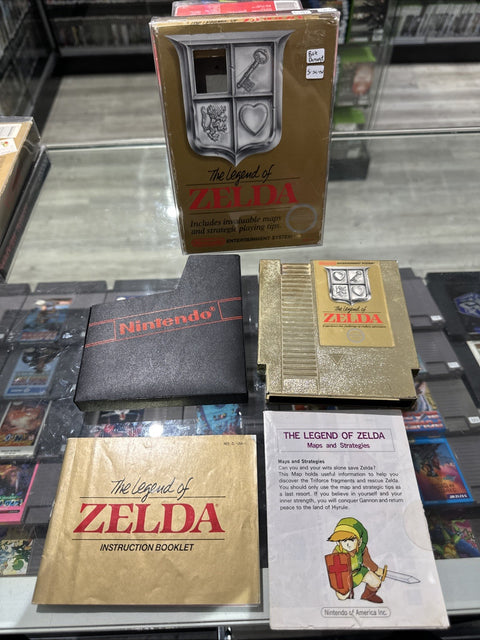 The Legend of
ZELDA
Includes invaluable maps
and strategic playing tips.
ENTERTAINMENT SYSTEM
Nintendo®
The Legend of
ZELDA
The Legend of
ZELDA
INSTRUCTION BOOKLET
THE LEGEND OF ZELDA
Maps and Strategies
Maps and Strategies
Can you and your wits alone save Zelda?
This Map holds useful information to help you
discover the Triforce fragments and rescue Zelda.
You should only use the map and strategic tips as
a last resort. If you believe in yourself and your
inner strength, you will conquer Gannon and return
peace to the land of Hyrule.
Nintendo of America Inc.